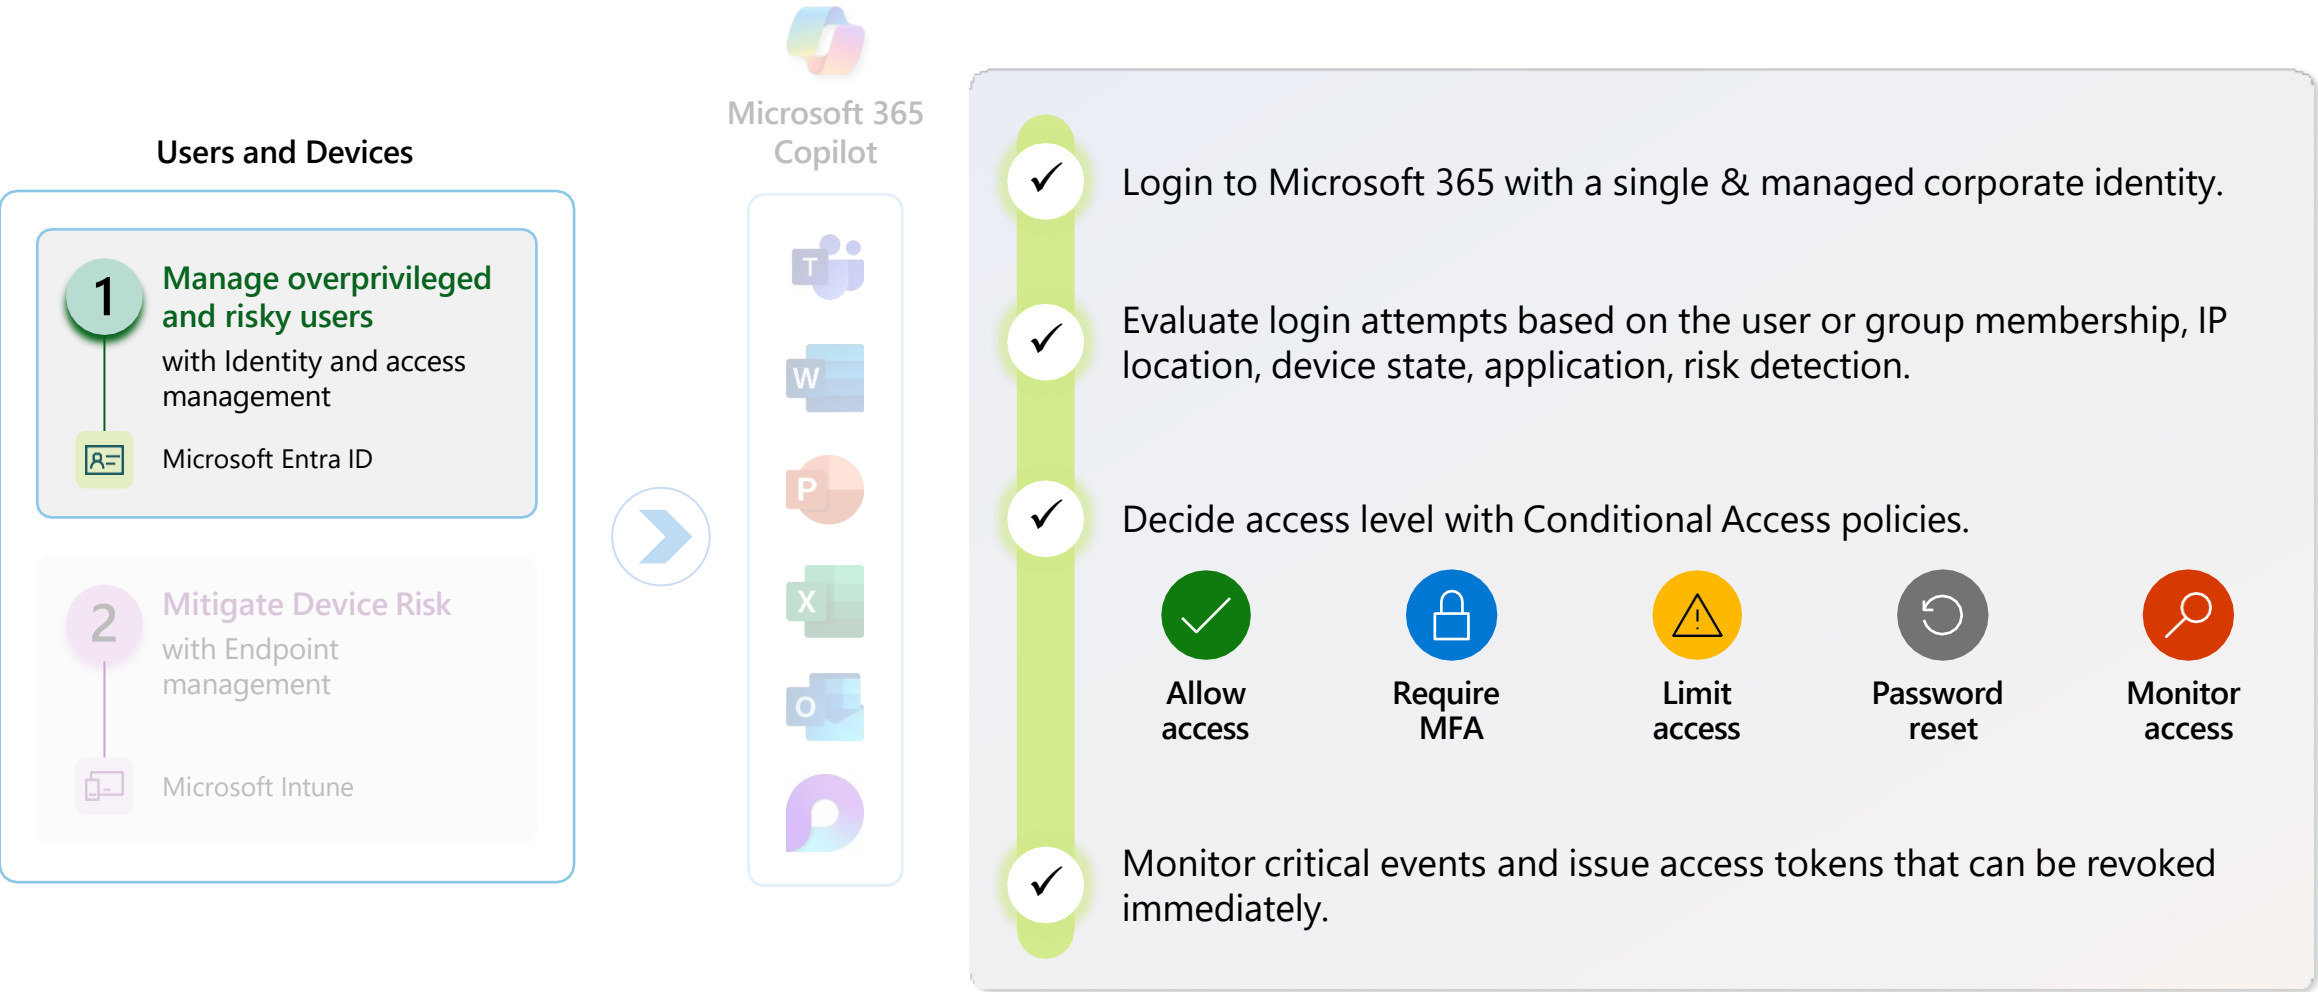 Users and Devices
1
Manage overprivileged
and risky users
with Identity and access
management
Microsoft Entra ID
2
Mitigate Device Risk
with Endpoint
management
Microsoft Intune
Microsoft 365
Copilot
T
W
P
X
O
Login to Microsoft 365 with a single & managed corporate identity.
Evaluate login attempts based on the user or group membership, IP
location, device state, application, risk detection.
Decide access level with Conditional Access policies.
Allow
access
Require
MFA
Limit
access
Password
reset
Monitor
access
Monitor critical events and issue access tokens that can be revoked
immediately.